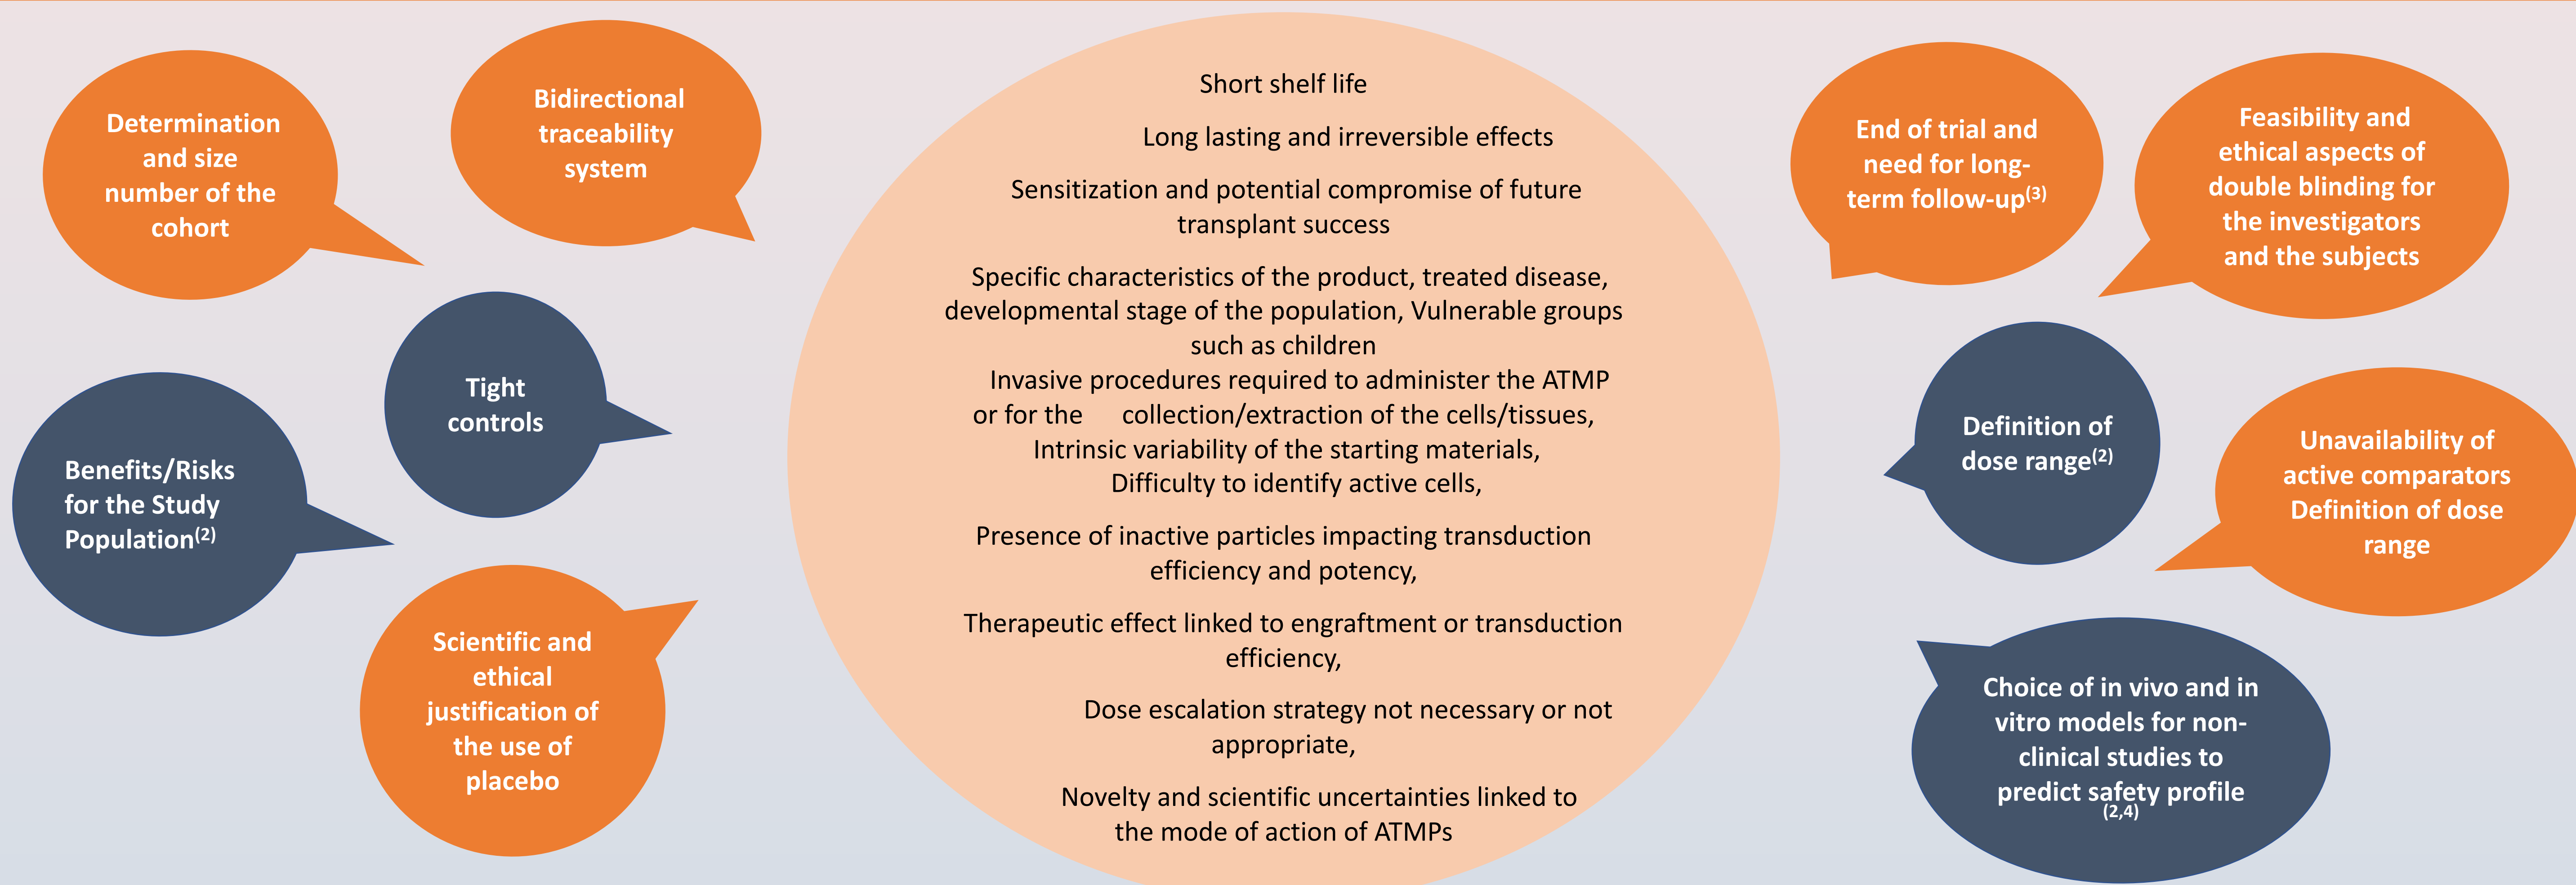 Determination
and size
number of the
cohort
Bidirectional
traceability
system
Tight
controls
Benefits/Risks
for the Study
Population(2)
Scientific and
ethical
justification of
the use of
placebo
Short shelf life
Long lasting and irreversible effects
Sensitization and potential compromise of future
transplant success
Specific characteristics of the product, treated disease,
developmental stage of the population, Vulnerable groups
such as children
Invasive procedures required to administer the ATMP
or for the collection/extraction of the cells/tissues,
Intrinsic variability of the starting materials,
Difficulty to identify active cells,
Presence of inactive particles impacting transduction
efficiency and potency,
Therapeutic effect linked to engraftment or transduction
efficiency,
Dose escalation strategy not necessary or not
appropriate,
Novelty and scientific uncertainties linked to
the mode of action of ATMPs
End of trial and
need for long-
term follow-up(3)
Feasibility and
ethical aspects of
double blinding for
the investigators
and the subjects
Definition of
dose range(2)
Unavailability of
active comparators
Definition of dose
range
Choice of in vivo and in
vitro models for non-
clinical studies to
predict safety profile
(2,4)